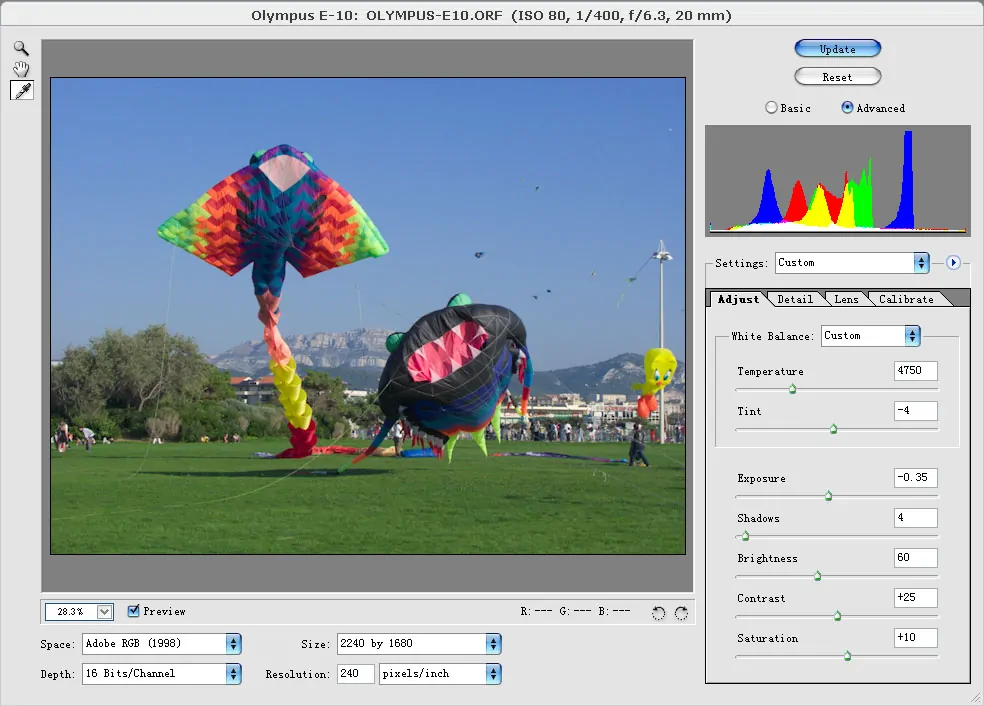 Olympus E-10: OLYMPUS-E10.ORF (ISO 80, 1/400, f/6.3, 20 mm)
Update
Reset
Basic Advanced
Settings: Custom
Adjust Detail Lens Calibrate
White Balance: Custom
Temperature 4750
Tint -4
Exposure -0.35
Shadows 4
Brightness 60
Contrast +25
Saturation +10
28.3% Preview R: --- G: --- B: ---
Space: Adobe RGB (1998) Size: 2240 by 1680
Depth: 16 Bits/Channel Resolution: 240 pixels/inch